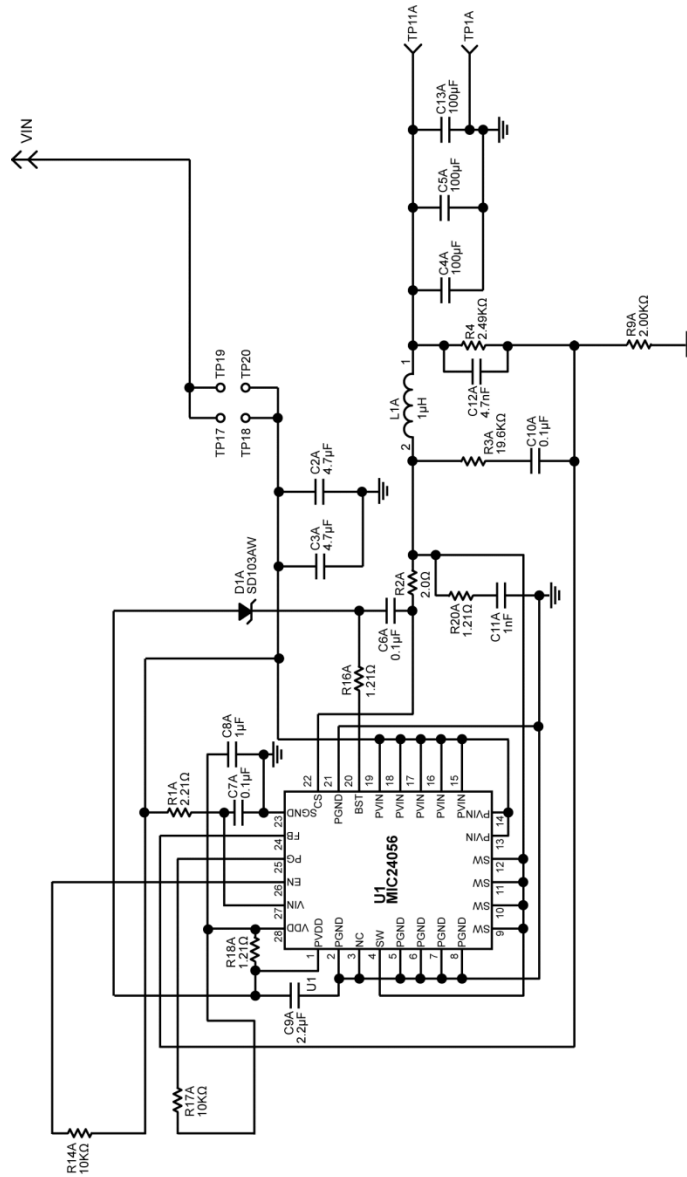 VIN
TP11A
TP1A
C13A
100µF
C5A
100µF
C4A
100µF
TP19
TP20
TP17
TP18
L1A
1µH
1
2
R4
2.49KΩ
C12A
4.7nF
R9A
2.00KΩ
R3A
19.6KΩ
C10A
0.1µF
C2A
4.7µF
C3A
4.7µF
D1A
SD103AW
R2A
2.0Ω
R20A
1.21Ω
C11A
1nF
C6A
0.1µF
R16A
1.21Ω
C8A
1µF
C7A
0.1µF
R1A
2.21Ω
U1
MIC24056
28
VDD
27
VIN
26
EN
25
PG
24
FB
23
SGND
22
CS
21
PGND
20
BST
19
PVIN
18
PVIN
17
PVIN
16
PVIN
15
PVIN
14
PVIN
13
PVIN
12
SW
11
SW
10
SW
9
SW
1
PVDD
2
PGND
3
NC
4
SW
5
PGND
6
PGND
7
PGND
8
PGND
R18A
1.21Ω
U1
C9A
2.2µF
R17A
10KΩ
R14A
10KΩ